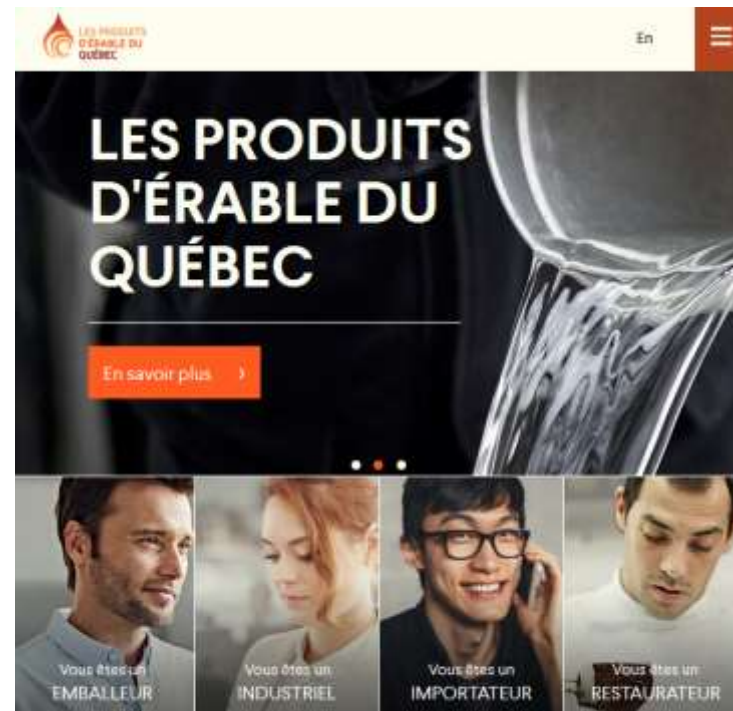 LES PRODUITS
D'ÉRABLE DU
QUÉBEC
En
LES PRODUITS
D'ÉRABLE DU
QUÉBEC
En savoir plus
Vous êtes un
EMBALLEUR
Vous êtes un
INDUSTRIEL
Vous êtes un
IMPORTATEUR
Vous êtes un
RESTAURATEUR